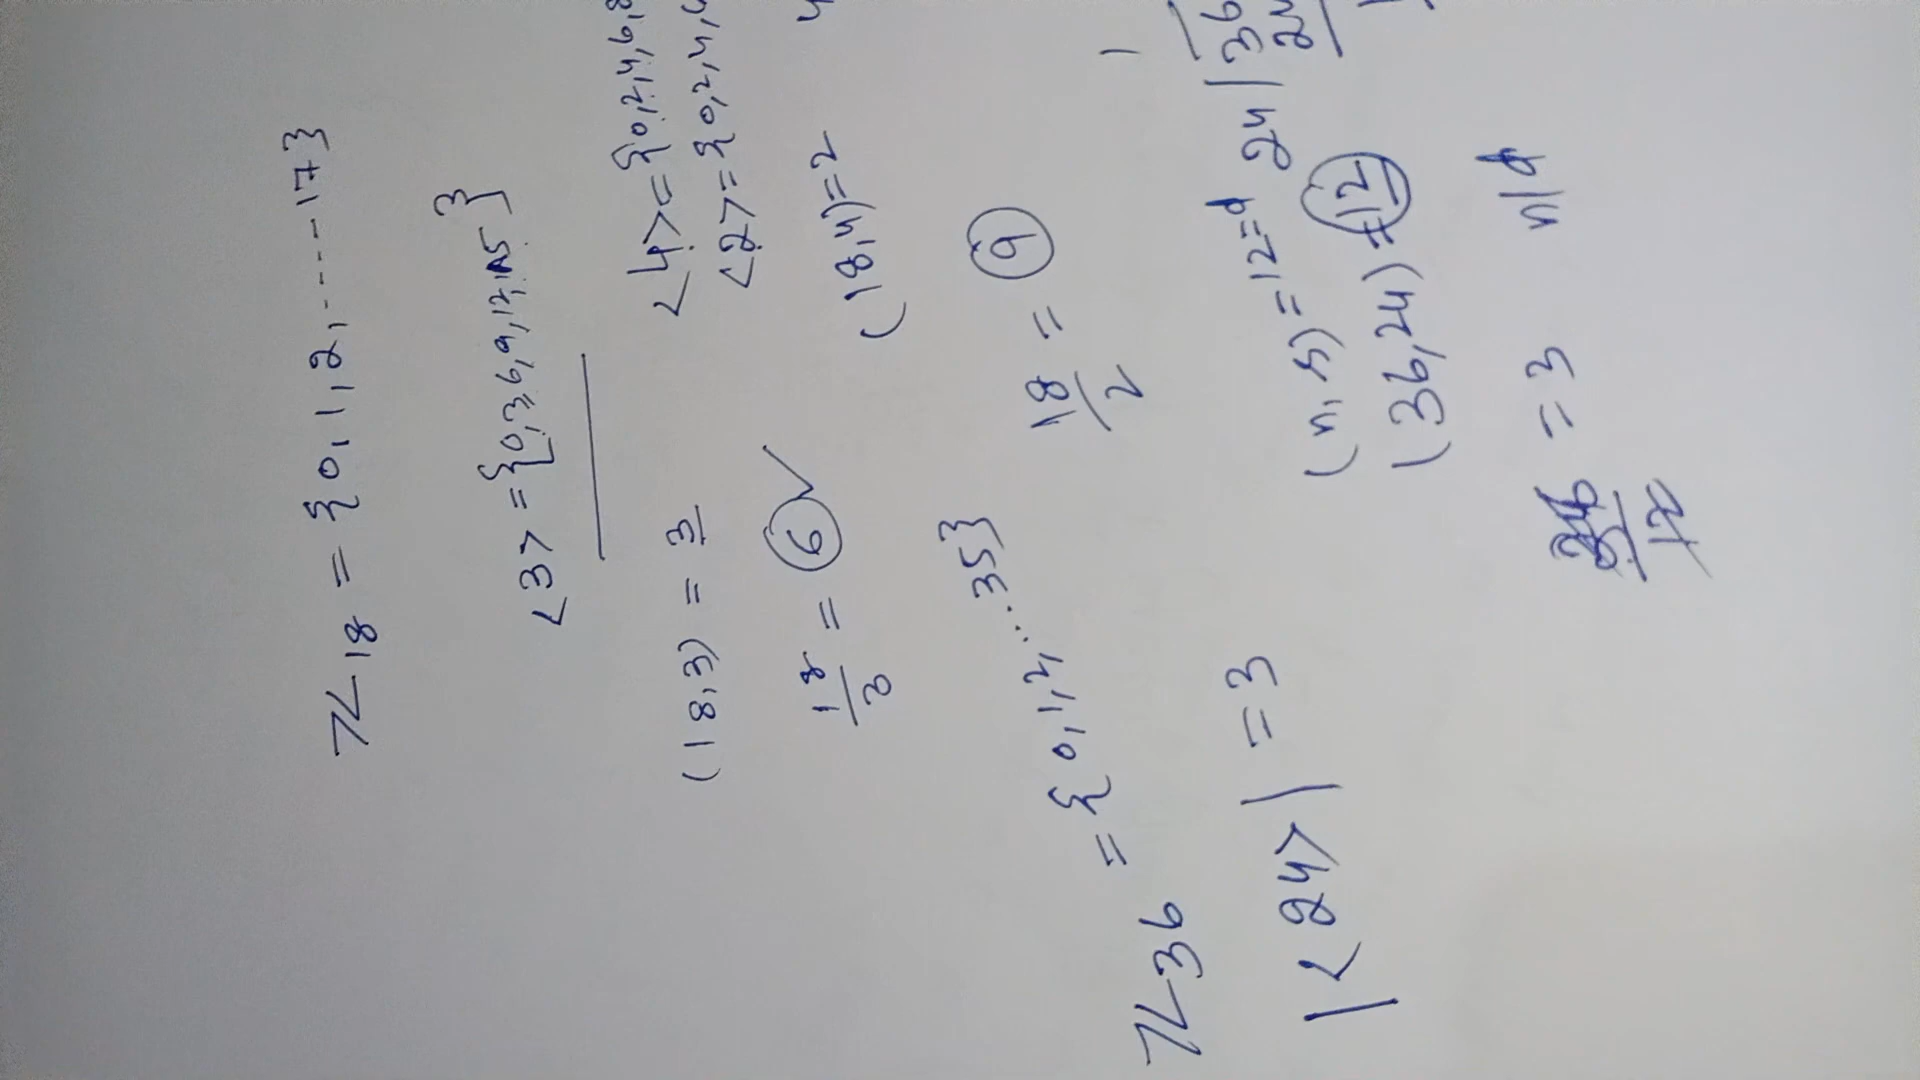 ℤ18 = {0,1,2,----17}
<3> = {0,3,6,9,12,15}
<4> = {0,2,4,6,8
<2> = {0,2,4,
(18,3) = 3
(18,4) = 2
18/3 = 6
18/2 = 9
ℤ36 = {0,1,2,...35}
|<24>| = 3
(n,s) = 12 = d
24 | 36
24
(36,24) = 12
36/12 = 3
n/d